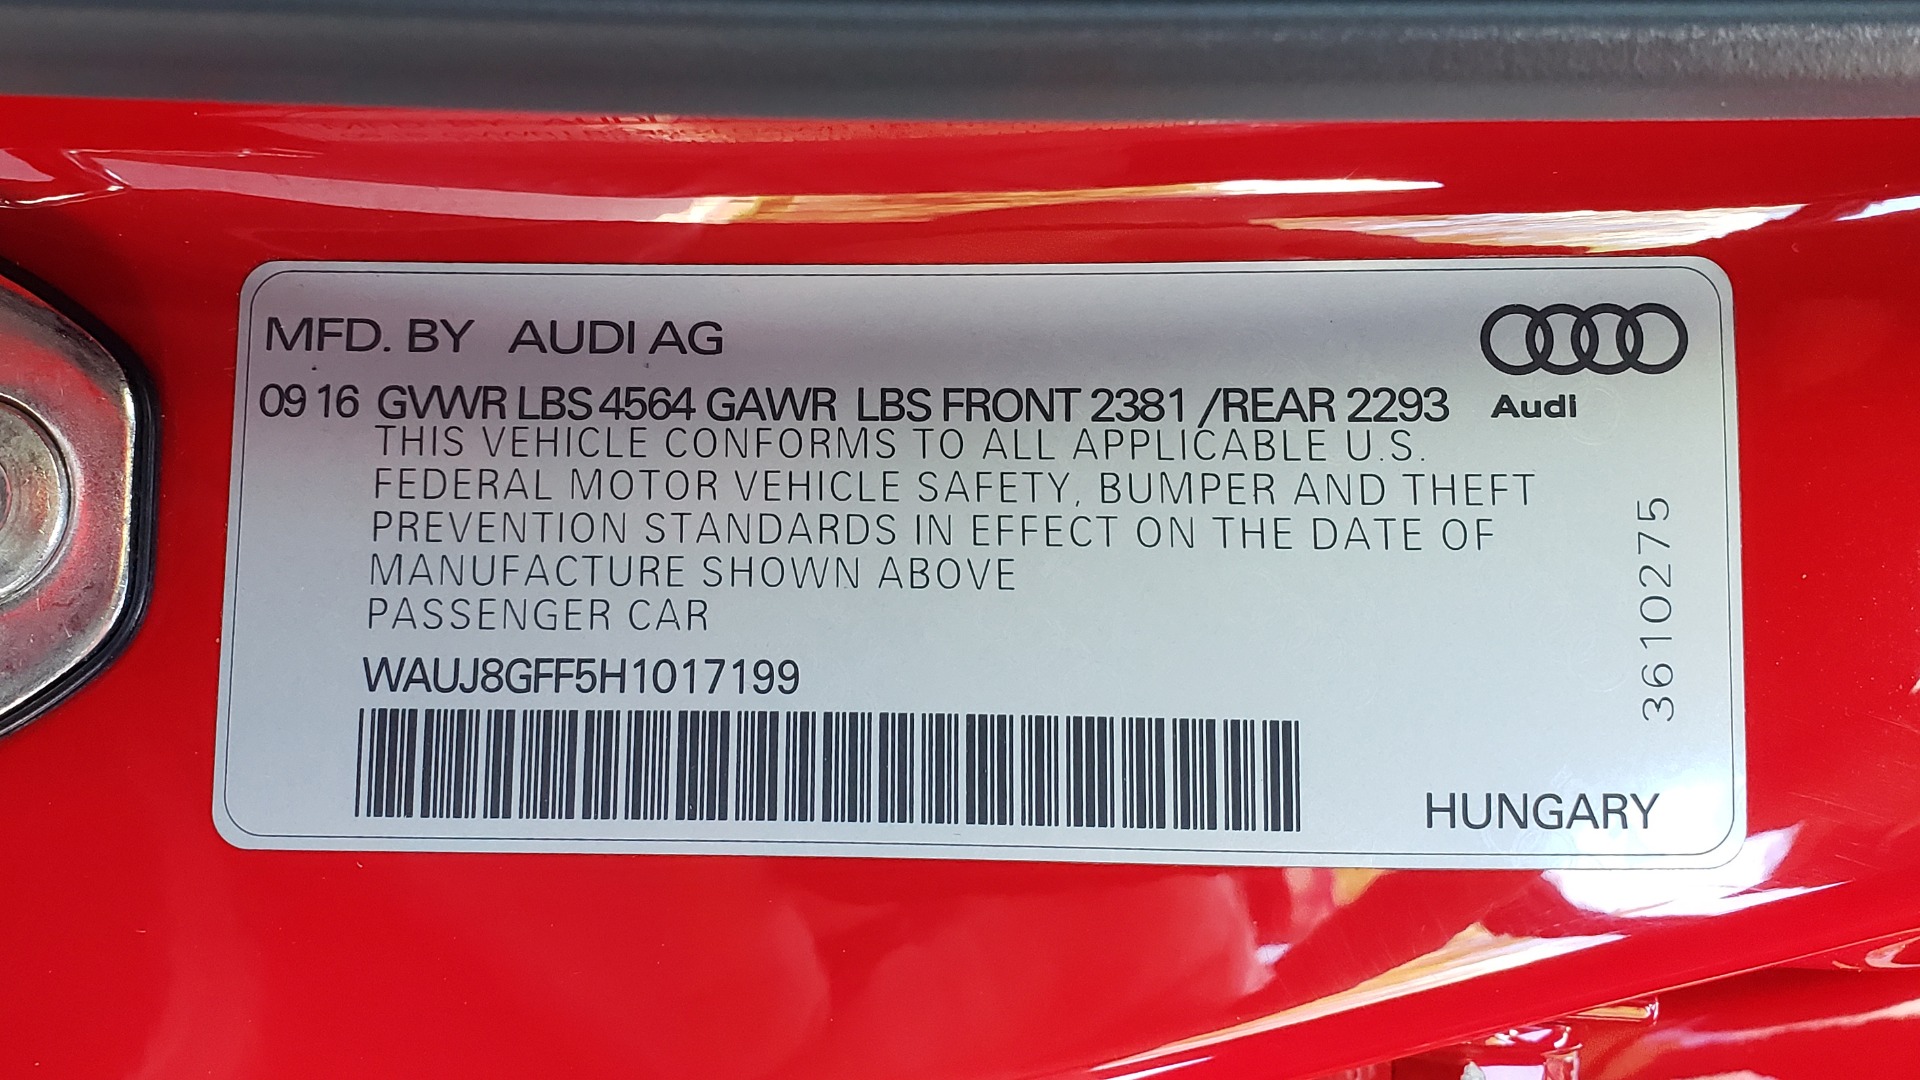 MFD. BY AUDI AG
09 16 GVWR LBS 4564 GAWR LBS FRONT 2381 /REAR 2293
Audi
THIS VEHICLE CONFORMS TO ALL APPLICABLE U.S.
FEDERAL MOTOR VEHICLE SAFETY, BUMPER AND THEFT
PREVENTION STANDARDS IN EFFECT ON THE DATE OF
MANUFACTURE SHOWN ABOVE
PASSENGER CAR
WAUJ8GFF5H1017199
3610275
HUNGARY